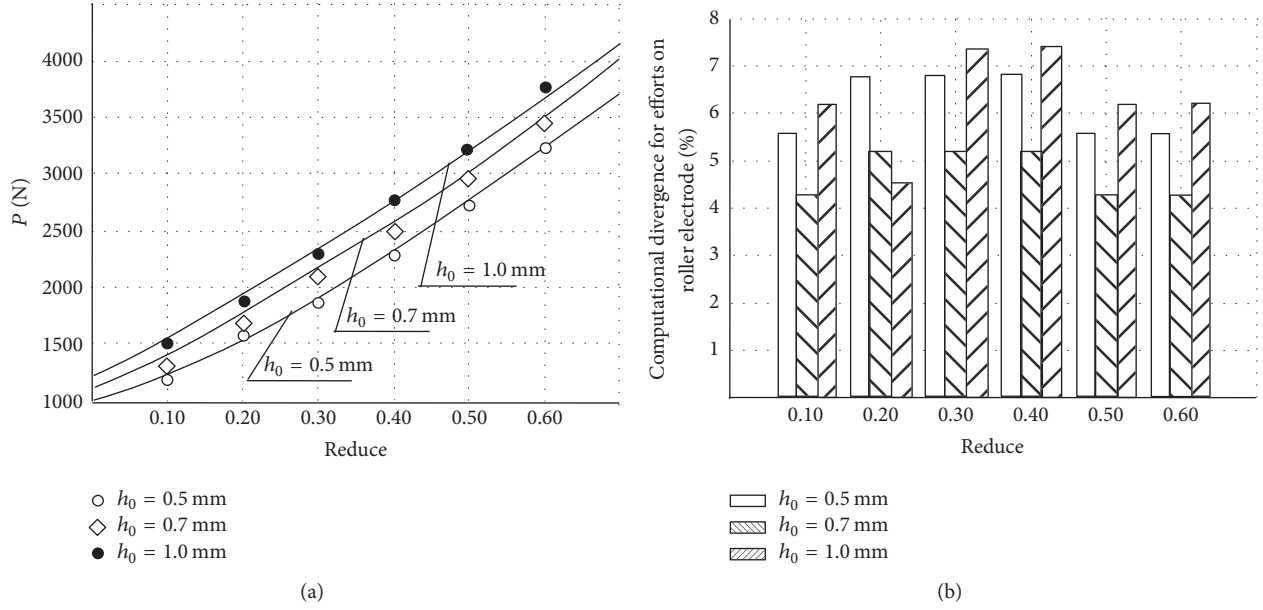 4000
3500
3000
2500
2000
1500
1000
P (N)
h0 = 1.0 mm
h0 = 0.7 mm
h0 = 0.5 mm
0.10 0.20 0.30 0.40 0.50 0.60
Reduce
h0 = 0.5 mm
h0 = 0.7 mm
h0 = 1.0 mm
(a)
Computational divergence for efforts on
roller electrode (%)
8
7
6
5
4
3
2
1
0.10 0.20 0.30 0.40 0.50 0.60
Reduce
h0 = 0.5 mm
h0 = 0.7 mm
h0 = 1.0 mm
(b)